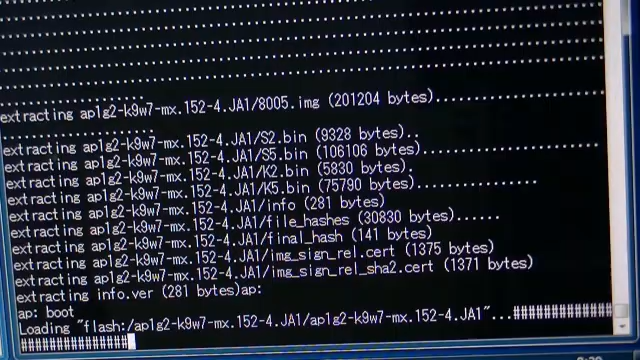 extracting ap1g2-k9w7-mx.152-4.JA1/8005.img (201204 bytes)..............................
......................
extracting ap1g2-k9w7-mx.152-4.JA1/S2.bin (9328 bytes)..
extracting ap1g2-k9w7-mx.152-4.JA1/S5.bin (106106 bytes)..........................
extracting ap1g2-k9w7-mx.152-4.JA1/K2.bin (5830 bytes).
extracting ap1g2-k9w7-mx.152-4.JA1/K5.bin (75790 bytes)..................
extracting ap1g2-k9w7-mx.152-4.JA1/info (281 bytes)
extracting ap1g2-k9w7-mx.152-4.JA1/file_hashes (30830 bytes)......
extracting ap1g2-k9w7-mx.152-4.JA1/final_hash (141 bytes)
extracting ap1g2-k9w7-mx.152-4.JA1/img_sign_rel.cert (1375 bytes)
extracting ap1g2-k9w7-mx.152-4.JA1/img_sign_rel_sha2.cert (1371 bytes)
extracting info.ver (281 bytes)ap:
ap: boot
Loading "flash:/ap1g2-k9w7-mx.152-4.JA1/ap1g2-k9w7-mx.152-4.JA1"...##############
################